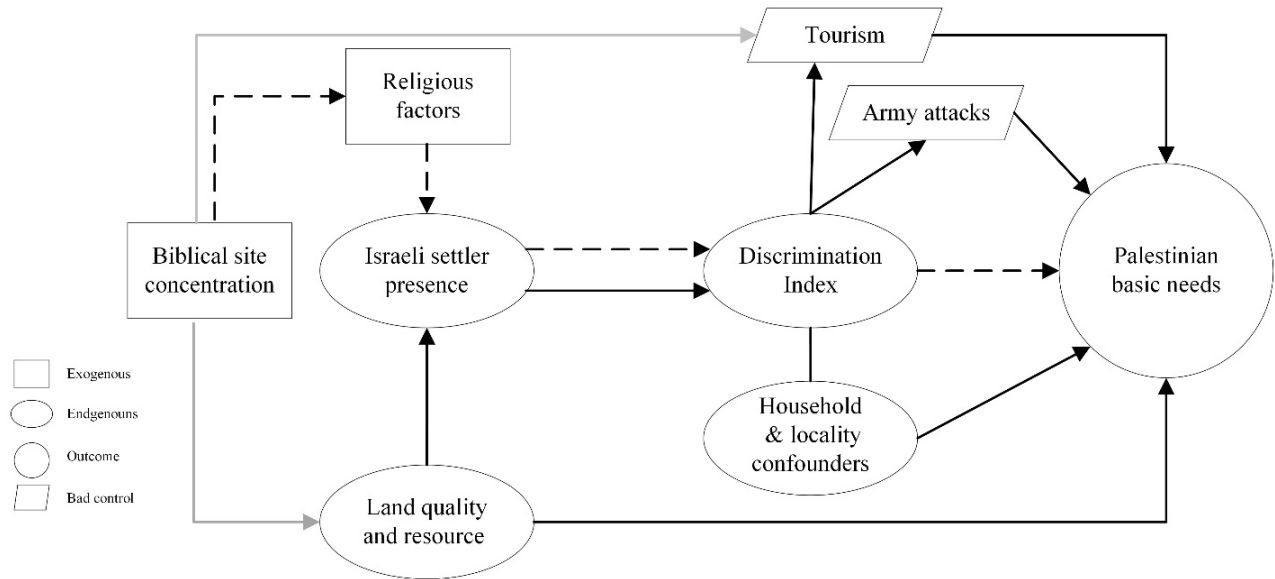 Tourism
Religious
factors
Army attacks
Biblical site
concentration
Israeli settler
presence
Discrimination
Index
Palestinian
basic needs
Exogenous
Endgenouns
Outcome
Bad control
Household
& locality
confounders
Land quality
and resource